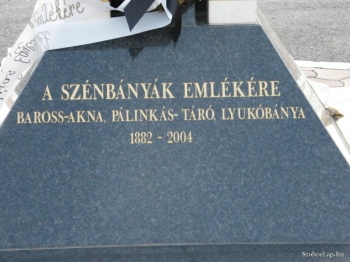 emlékére
A SZÉNBÁNYÁK EMLÉKÉRE
BAROSS-AKNA, PÁLINKÁS-TÁRÓ, LYUKÓBÁNYA
1882 - 2004
SzoborLap.hu